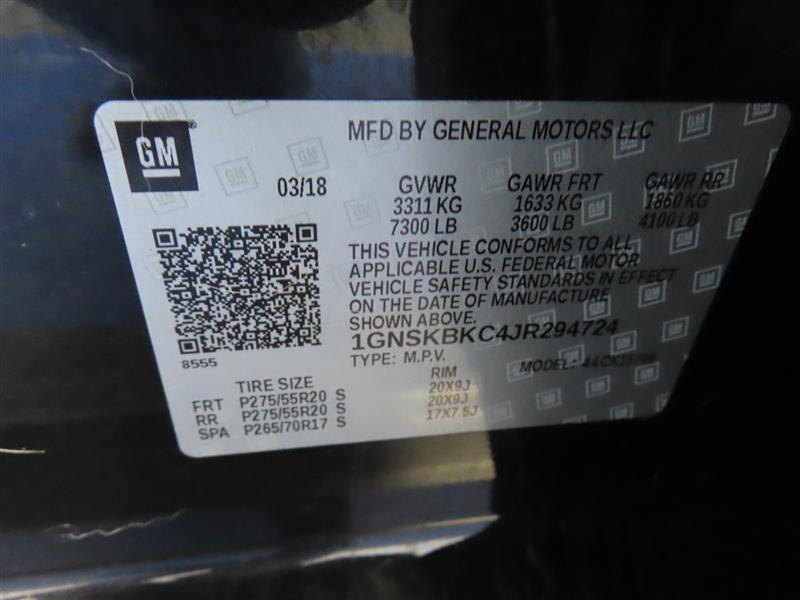 GM
MFD BY GENERAL MOTORS LLC
03/18 GVWR GAWR FRT GAWR RR
3311 KG 1633 KG 1860 KG
7300 LB 3600 LB 4100 LB
THIS VEHICLE CONFORMS TO ALL
APPLICABLE U.S. FEDERAL MOTOR
VEHICLE SAFETY STANDARDS IN EFFECT
ON THE DATE OF MANUFACTURE
SHOWN ABOVE.
1GNSKBKC4JR294724
8555
TYPE: M.P.V. MODEL:
TIRE SIZE RIM
FRT P275/55R20 S 20X9J
RR P275/55R20 S 20X9J
SPA P265/70R17 S 17X7.5J